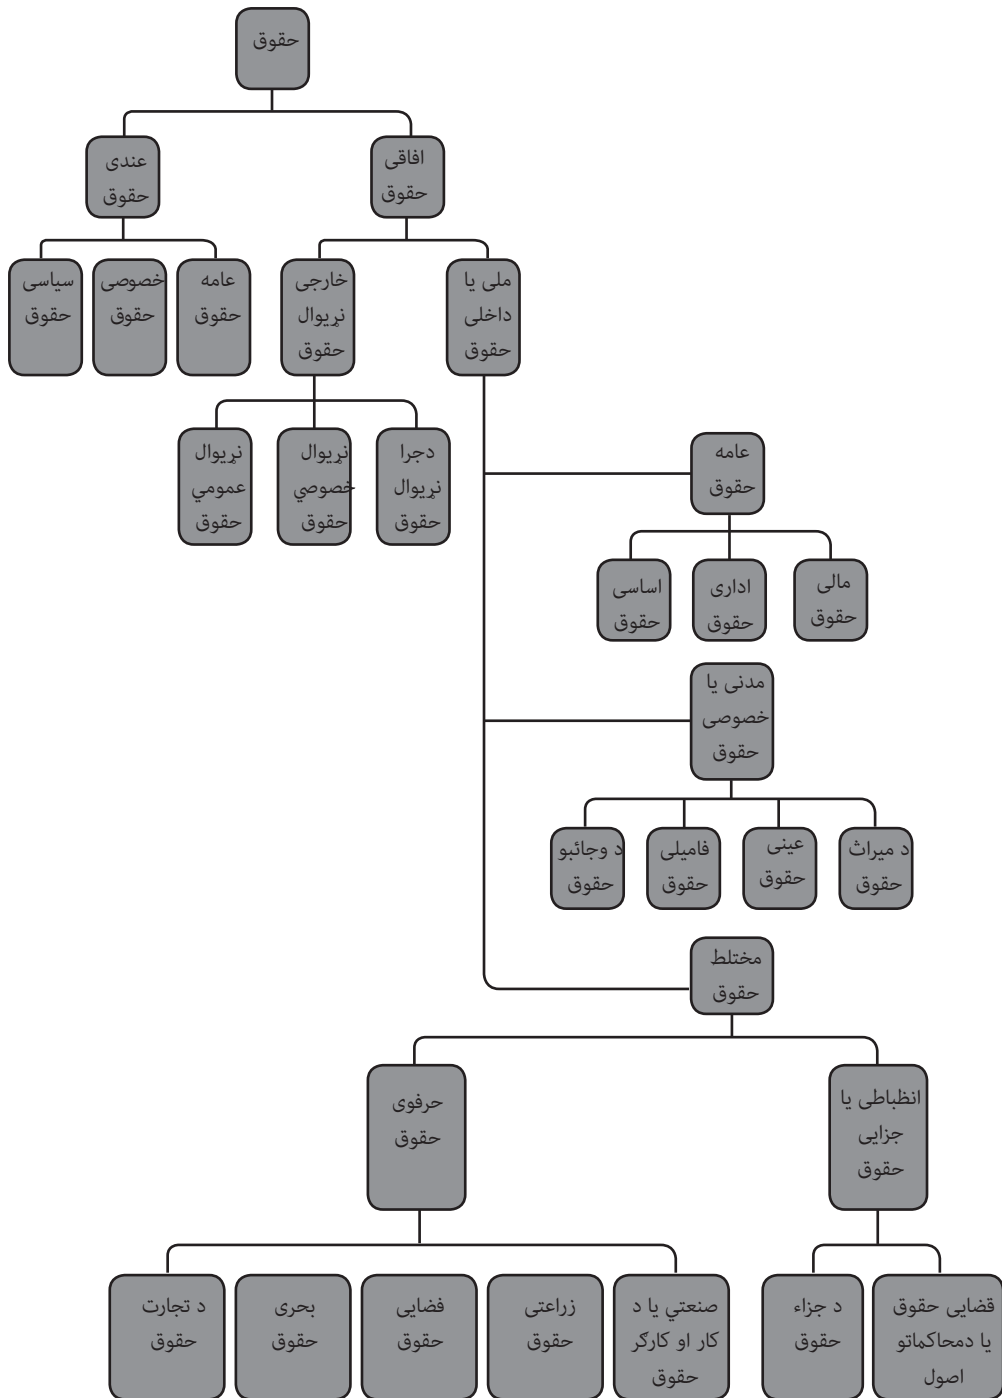 حقوق
افاقی
حقوق
عندی
حقوق
ملی یا
داخلی
حقوق
خارجی
نړیوال
حقوق
عامه
حقوق
خصوصی
حقوق
سیاسی
حقوق
دجرا
نړیوال
حقوق
نړیوال
خصوصي
حقوق
نړیوال
عمومي
حقوق
عامه
حقوق
مالی
حقوق
اداری
حقوق
اساسی
حقوق
مدنی یا
خصوصی
حقوق
د میراث
حقوق
عینی
حقوق
فامیلی
حقوق
د وجائبو
حقوق
مختلط
حقوق
انظباطی یا
جزایی
حقوق
حرفوی
حقوق
قضایی حقوق
یا دمحاکماتو
اصول
د جزاء
حقوق
صنعتي یا د
کار او کارګر
حقوق
زراعتی
حقوق
فضایی
حقوق
بحری
حقوق
د تجارت
حقوق